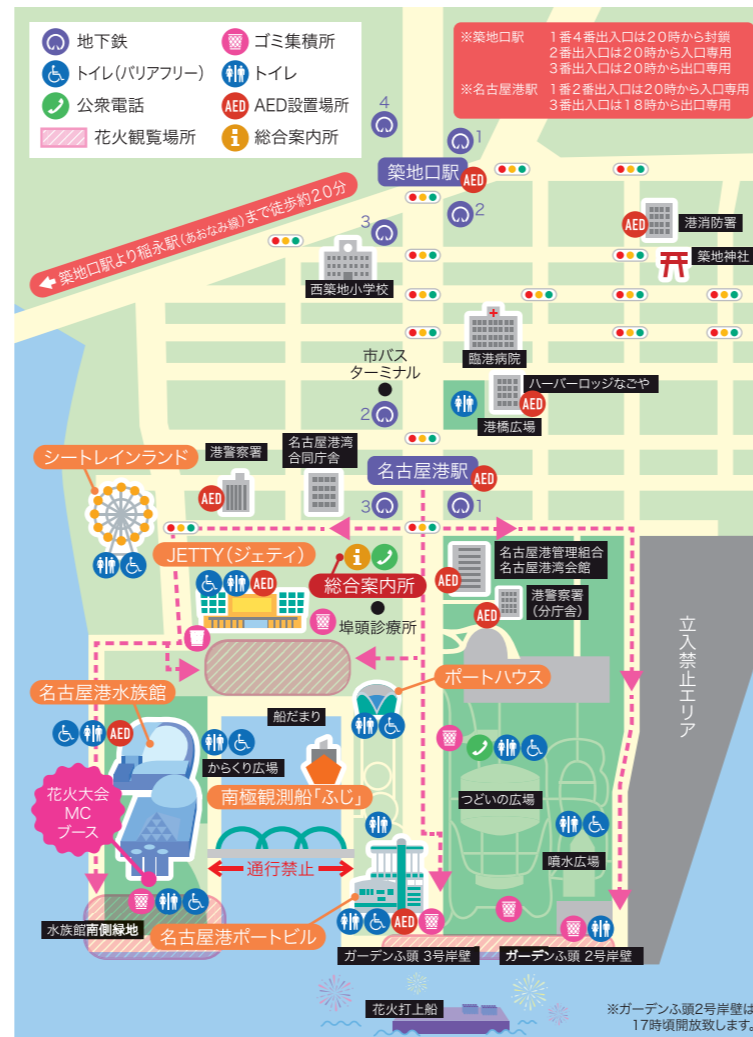 地下鉄
ゴミ集積所
トイレ(バリアフリー)
トイレ
公衆電話
AED
AED設置場所
花火観覧場所
i
総合案内所
※築地口駅 1番4番出入口は20時から封鎖
2番出入口は20時から入口専用
3番出入口は20時から出口専用
※名古屋港駅 1番2番出入口は20時から入口専用
3番出入口は18時から出口専用
4
1
築地口駅
AED
2
3
築地口駅より稲永駅(あおなみ線)まで徒歩約20分
AED
港消防署
築地神社
西築地小学校
臨港病院
市バス
ターミナル
2
ハーバーロッジなごや
AED
港橋広場
シートレインランド
港警察署
AED
名古屋港湾
合同庁舎
名古屋港駅
AED
3
1
JETTY(ジェティ)
AED
i
総合案内所
埠頭診療所
名古屋港管理組合
名古屋港湾会館
AED
港警察署
(分庁舎)
AED
立入禁止エリア
名古屋港水族館
AED
ポートハウス
船だまり
からくり広場
南極観測船「ふじ」
つどいの広場
花火大会
MC
ブース
通行禁止
噴水広場
水族館南側緑地
名古屋港ポートビル
AED
ガーデンふ頭 3号岸壁
ガーデンふ頭 2号岸壁
花火打上船
※ガーデンふ頭2号岸壁は
17時頃開放致します。